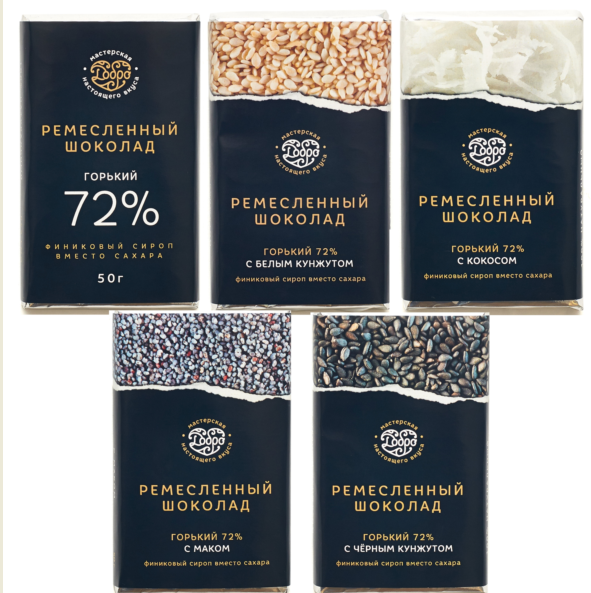 мастерская
Добро
настоящего вкуса
РЕМЕСЛЕННЫЙ
ШОКОЛАД
ГОРЬКИЙ
72%
ФИНИКОВЫЙ СИРОП
ВМЕСТО САХАРА
50г
мастерская
Добро
настоящего вкуса
РЕМЕСЛЕННЫЙ
ШОКОЛАД
ГОРЬКИЙ 72%
С БЕЛЫМ КУНЖУТОМ
финиковый сироп вместо сахара
мастерская
Добро
настоящего вкуса
РЕМЕСЛЕННЫЙ
ШОКОЛАД
ГОРЬКИЙ 72%
С КОКОСОМ
финиковый сироп вместо сахара
мастерская
Добро
настоящего вкуса
РЕМЕСЛЕННЫЙ
ШОКОЛАД
ГОРЬКИЙ 72%
С МАКОМ
финиковый сироп вместо сахара
мастерская
Добро
настоящего вкуса
РЕМЕСЛЕННЫЙ
ШОКОЛАД
ГОРЬКИЙ 72%
С ЧЁРНЫМ КУНЖУТОМ
финиковый сироп вместо сахара